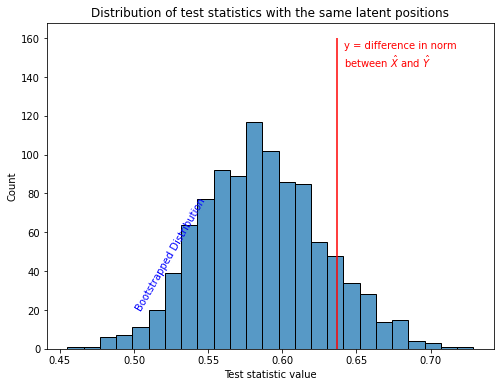 Distribution of test statistics with the same latent positions
160
140
120
100
80
60
40
20
0
Count
y = difference in norm
between X̂ and Ŷ
Bootstrapped Distribution
0.45 0.50 0.55 0.60 0.65 0.70
Test statistic value